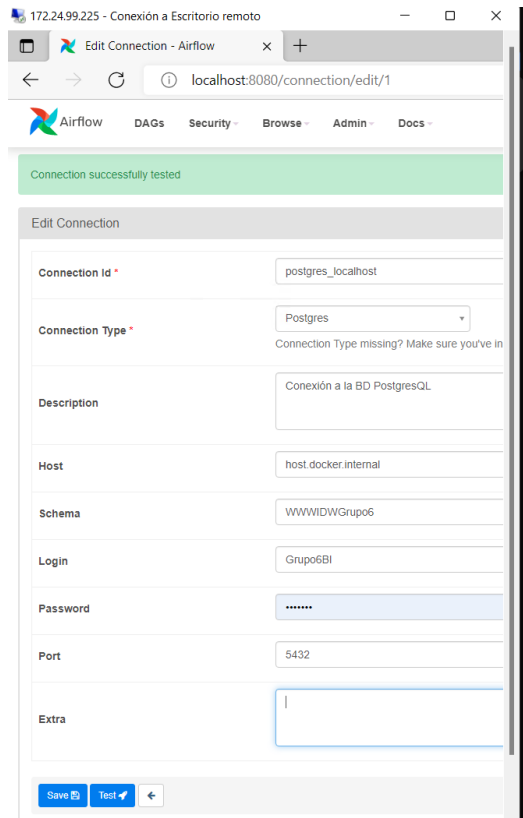 172.24.99.225 - Conexión a Escritorio remoto
Edit Connection - Airflow
localhost:8080/connection/edit/1
Airflow DAGs Security Browse Admin Docs
Connection successfully tested
Edit Connection
Connection Id * postgres_localhost
Connection Type * Postgres
Connection Type missing? Make sure you've in
Description Conexión a la BD PostgresQL
Host host.docker.internal
Schema WWWIDWGrupo6
Login Grupo6BI
Password •••••••
Port 5432
Extra
Save Test